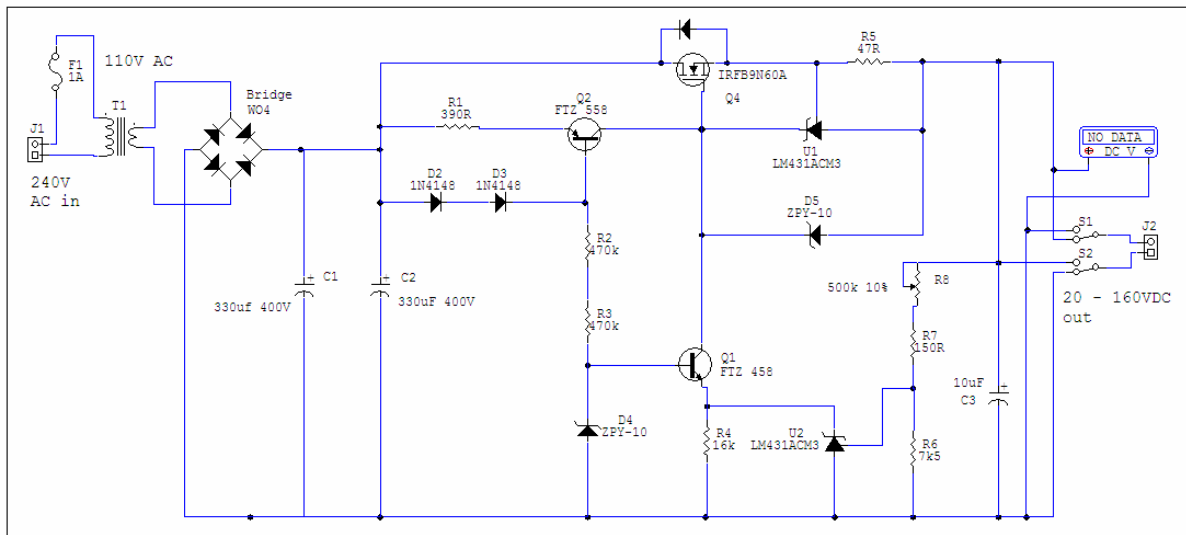 F1
1A
110V AC
T1
J1
240V
AC in
Bridge
WO4
R1
390R
Q2
FTZ 558
D2
1N4148
D3
1N4148
C1
330uf 400V
C2
330uF 400V
R2
470k
R3
470k
D4
ZPY-10
IRFB9N60A
Q4
R5
47R
U1
LM431ACM3
D5
ZPY-10
Q1
FTZ 458
R4
16k
U2
LM431ACM3
500k 10%
R8
R7
150R
R6
7k5
10uF
C3
NO DATA
DC V
S1
S2
J2
20 - 160VDC
out